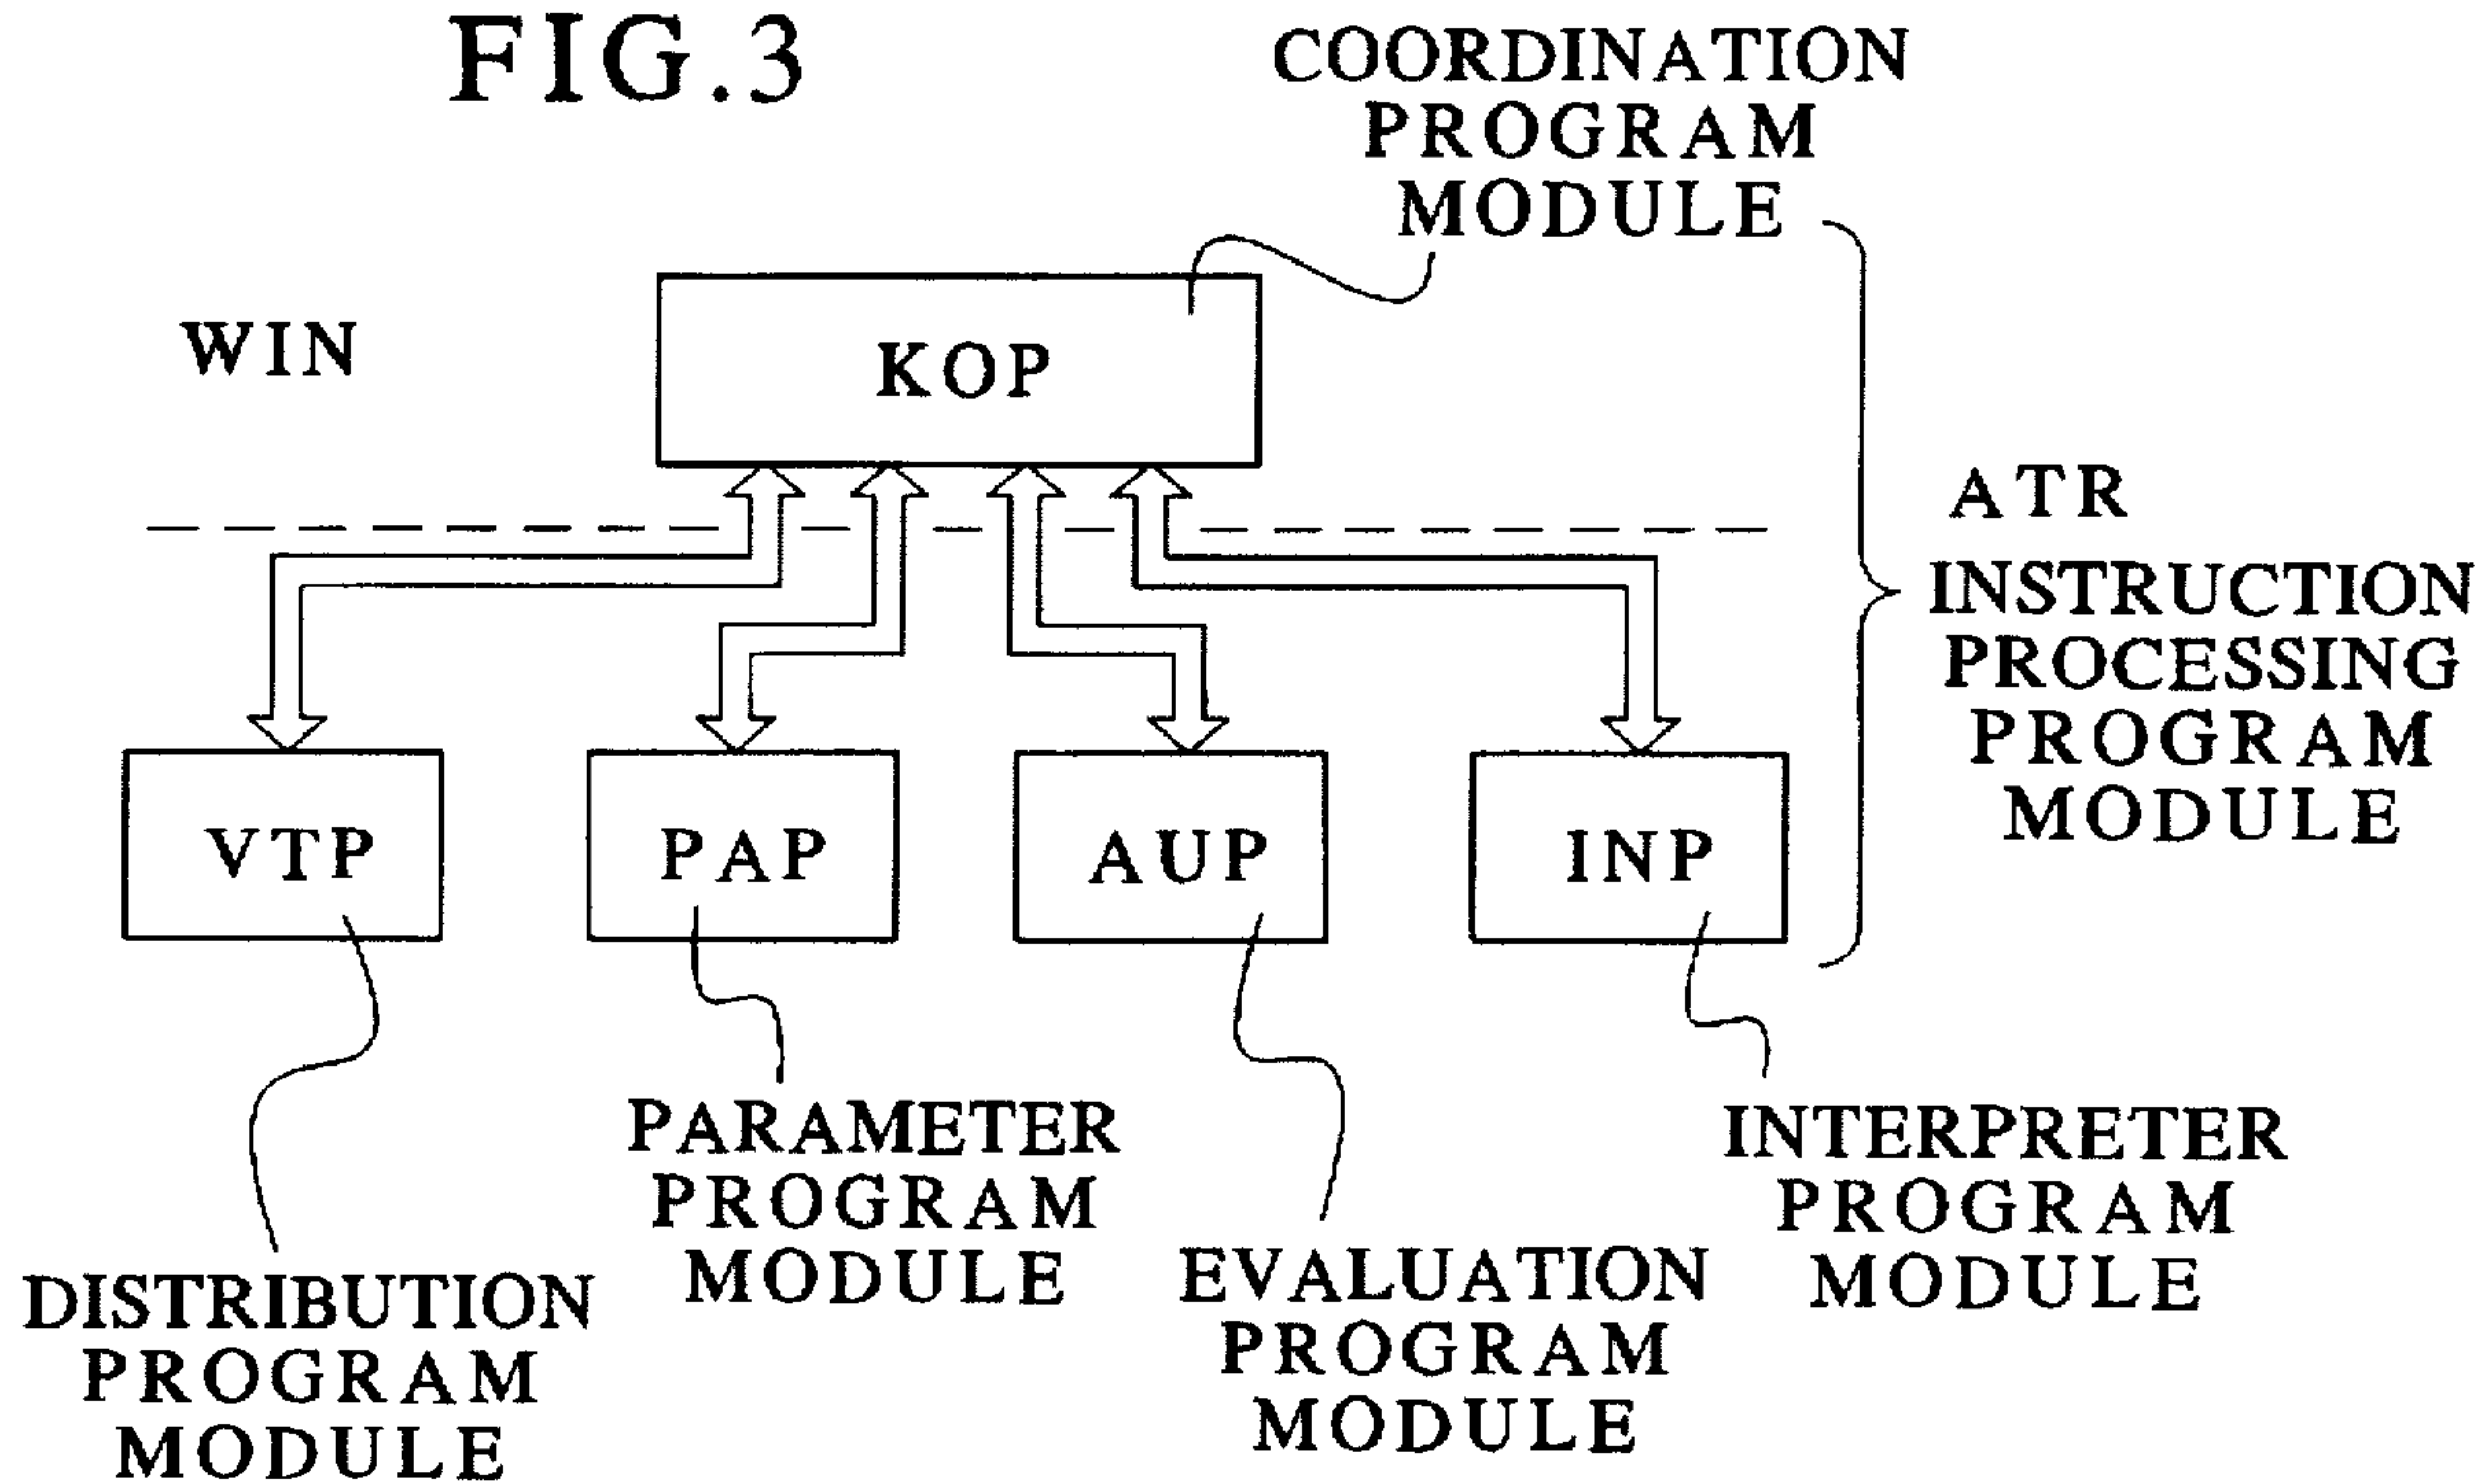 FIG.3
COORDINATION
PROGRAM
MODULE
WIN
KOP
ATR
INSTRUCTION
PROCESSING
PROGRAM
MODULE
VTP
PAP
AUP
INP
PARAMETER
PROGRAM
MODULE
INTERPRETER
PROGRAM
MODULE
DISTRIBUTION
PROGRAM
MODULE
EVALUATION
PROGRAM
MODULE